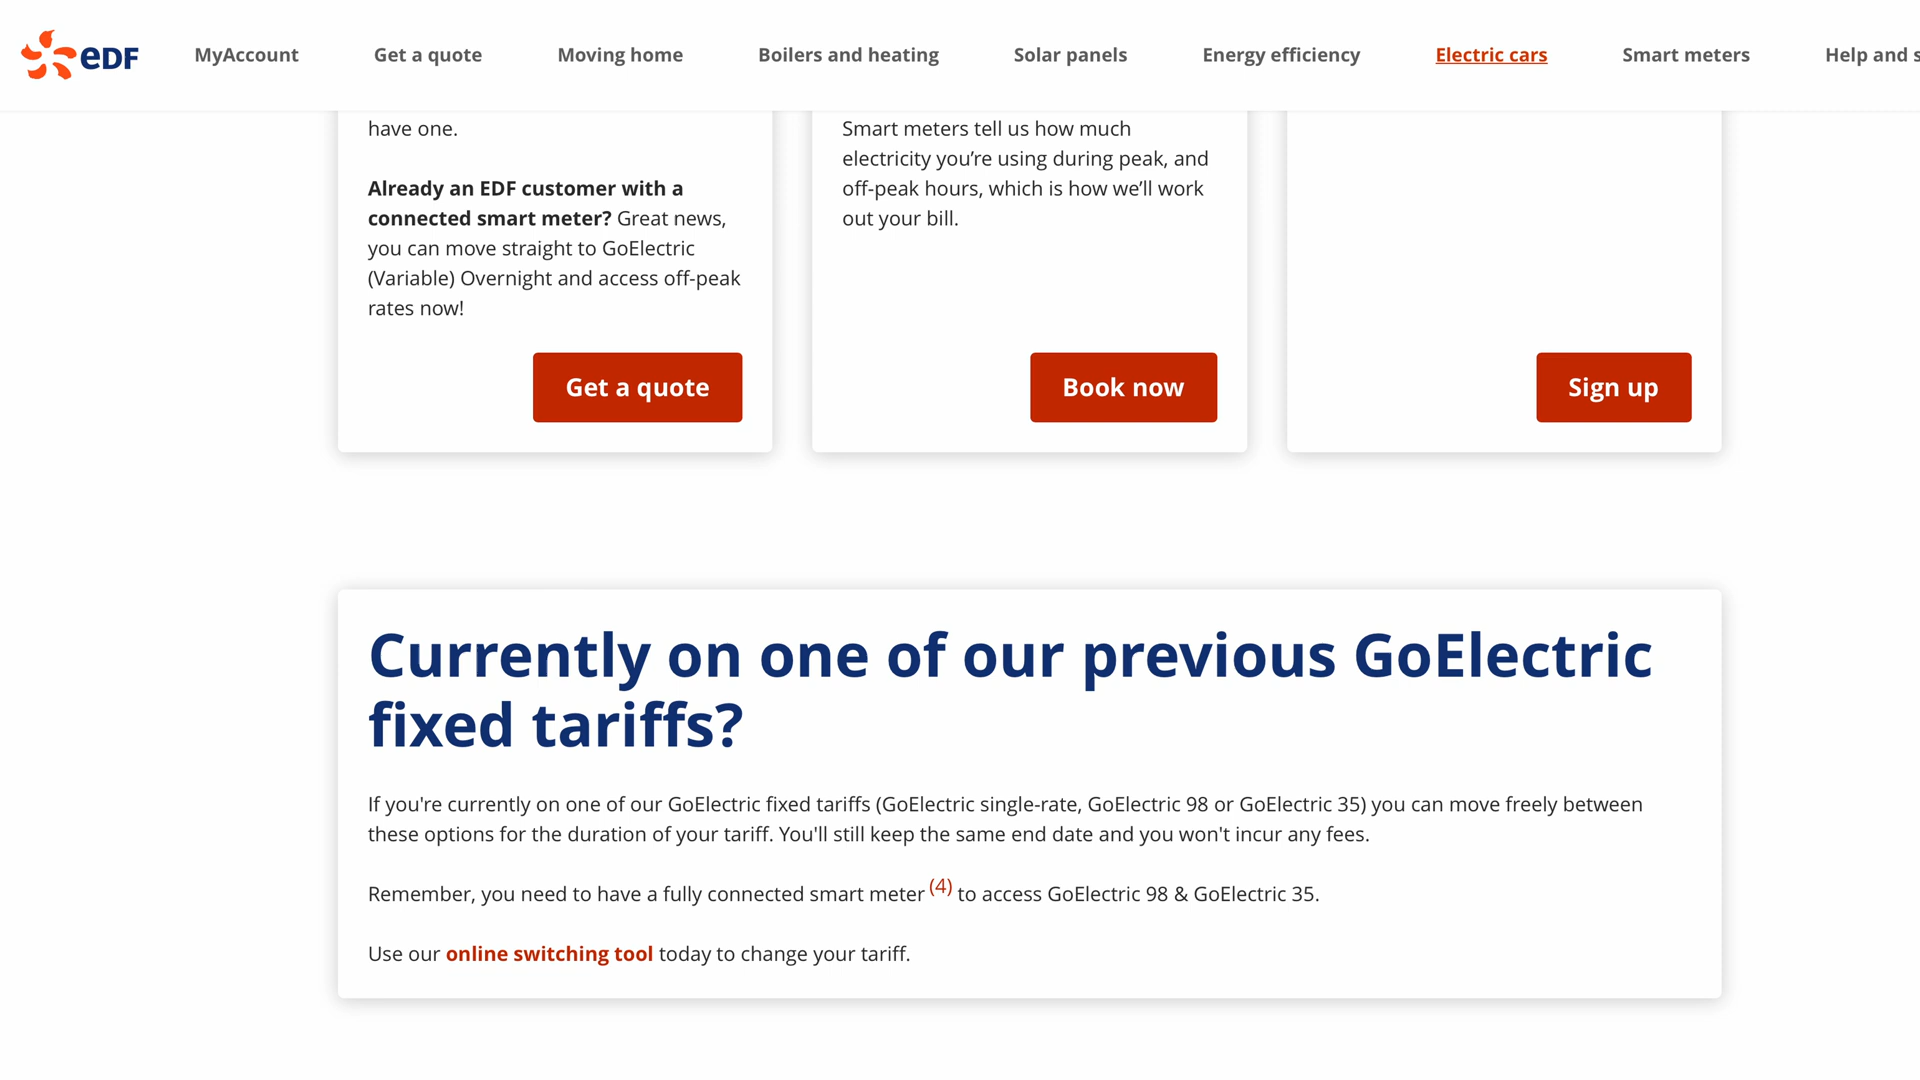 eDF
MyAccount
Get a quote
Moving home
Boilers and heating
Solar panels
Energy efficiency
Electric cars
Smart meters
Help and s
have one.
Already an EDF customer with a
connected smart meter? Great news,
you can move straight to GoElectric
(Variable) Overnight and access off-peak
rates now!
Get a quote
Smart meters tell us how much
electricity you’re using during peak, and
off-peak hours, which is how we’ll work
out your bill.
Book now
Sign up
Currently on one of our previous GoElectric
fixed tariffs?
If you're currently on one of our GoElectric fixed tariffs (GoElectric single-rate, GoElectric 98 or GoElectric 35) you can move freely between
these options for the duration of your tariff. You'll still keep the same end date and you won't incur any fees.
Remember, you need to have a fully connected smart meter (4) to access GoElectric 98 & GoElectric 35.
Use our online switching tool today to change your tariff.